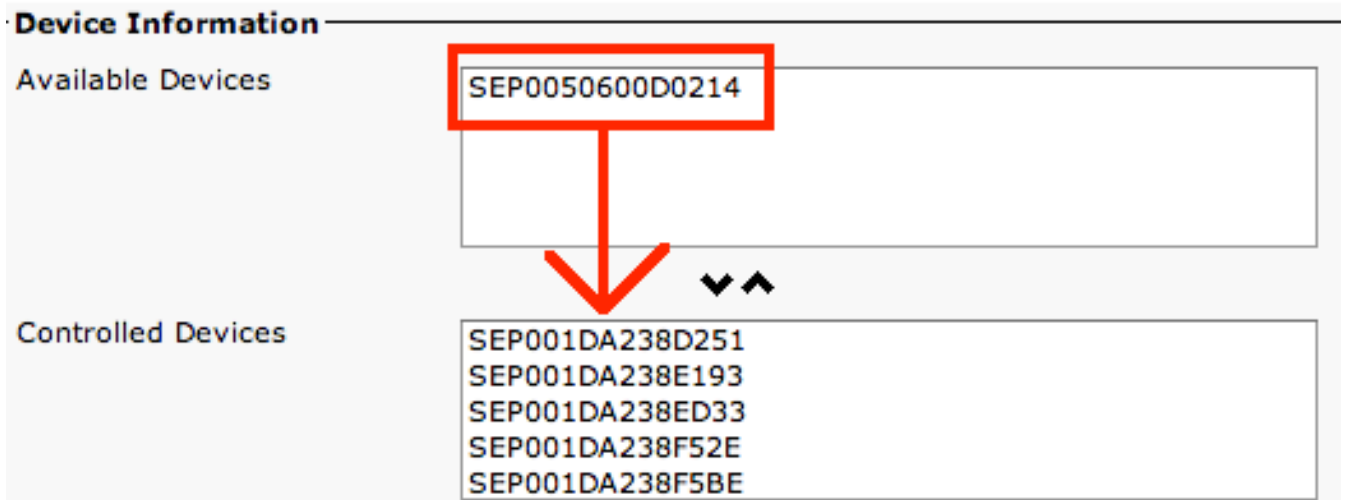 Device Information
Available Devices
SEP0050600D0214
Controlled Devices
SEP001DA238D251
SEP001DA238E193
SEP001DA238ED33
SEP001DA238F52E
SEP001DA238F5BE